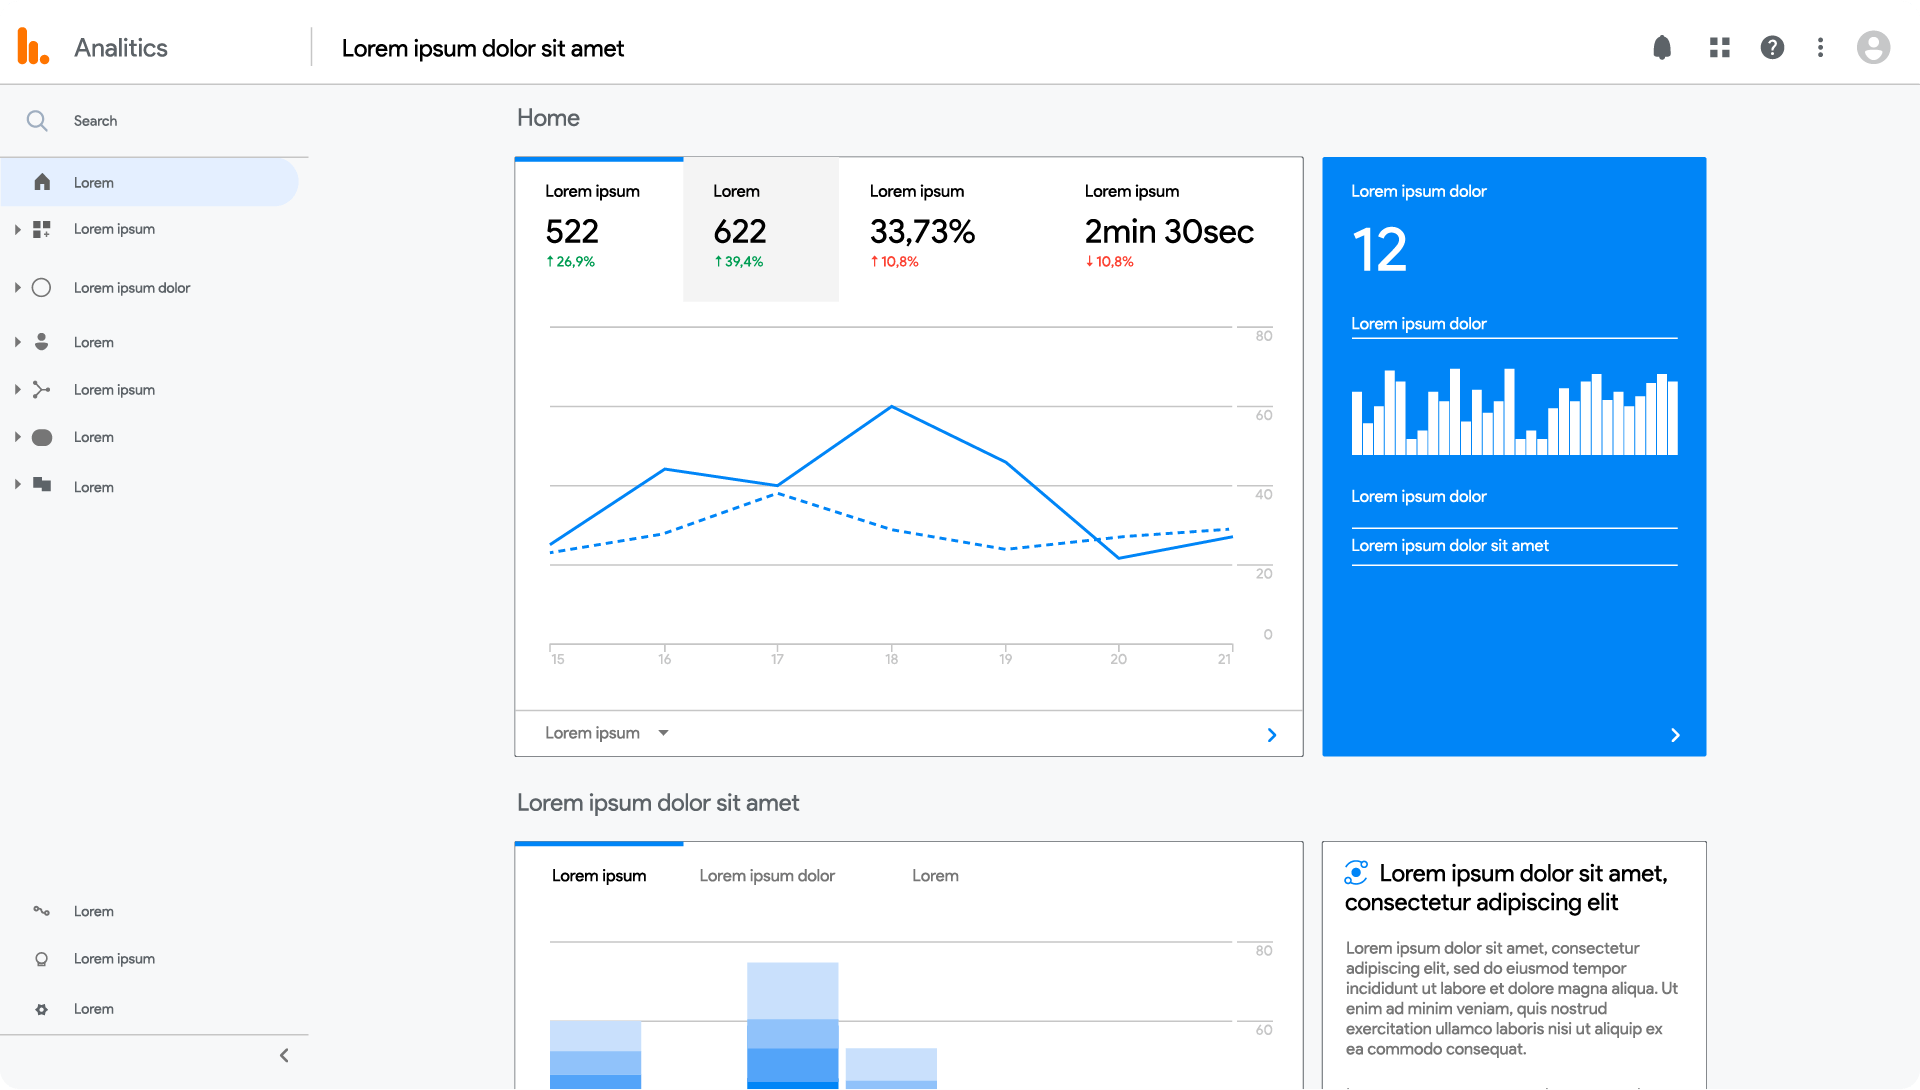 Analitics
Lorem ipsum dolor sit amet
Search
Lorem
Lorem ipsum
Lorem ipsum dolor
Lorem
Lorem ipsum
Lorem
Lorem
Lorem
Lorem ipsum
Lorem
Home
Lorem ipsum
522
↑26,9%
Lorem
622
↑39,4%
Lorem ipsum
33,73%
↑10,8%
Lorem ipsum
2min 30sec
↓10,8%
80
60
40
20
0
15 16 17 18 19 20 21
Lorem ipsum
Lorem ipsum dolor
12
Lorem ipsum dolor
Lorem ipsum dolor
Lorem ipsum dolor sit amet
Lorem ipsum dolor sit amet
Lorem ipsum Lorem ipsum dolor Lorem
80
60
Lorem ipsum dolor sit amet,
consectetur adipiscing elit
Lorem ipsum dolor sit amet, consectetur
adipiscing elit, sed do eiusmod tempor
incididunt ut labore et dolore magna aliqua. Ut
enim ad minim veniam, quis nostrud
exercitation ullamco laboris nisi ut aliquip ex
ea commodo consequat.